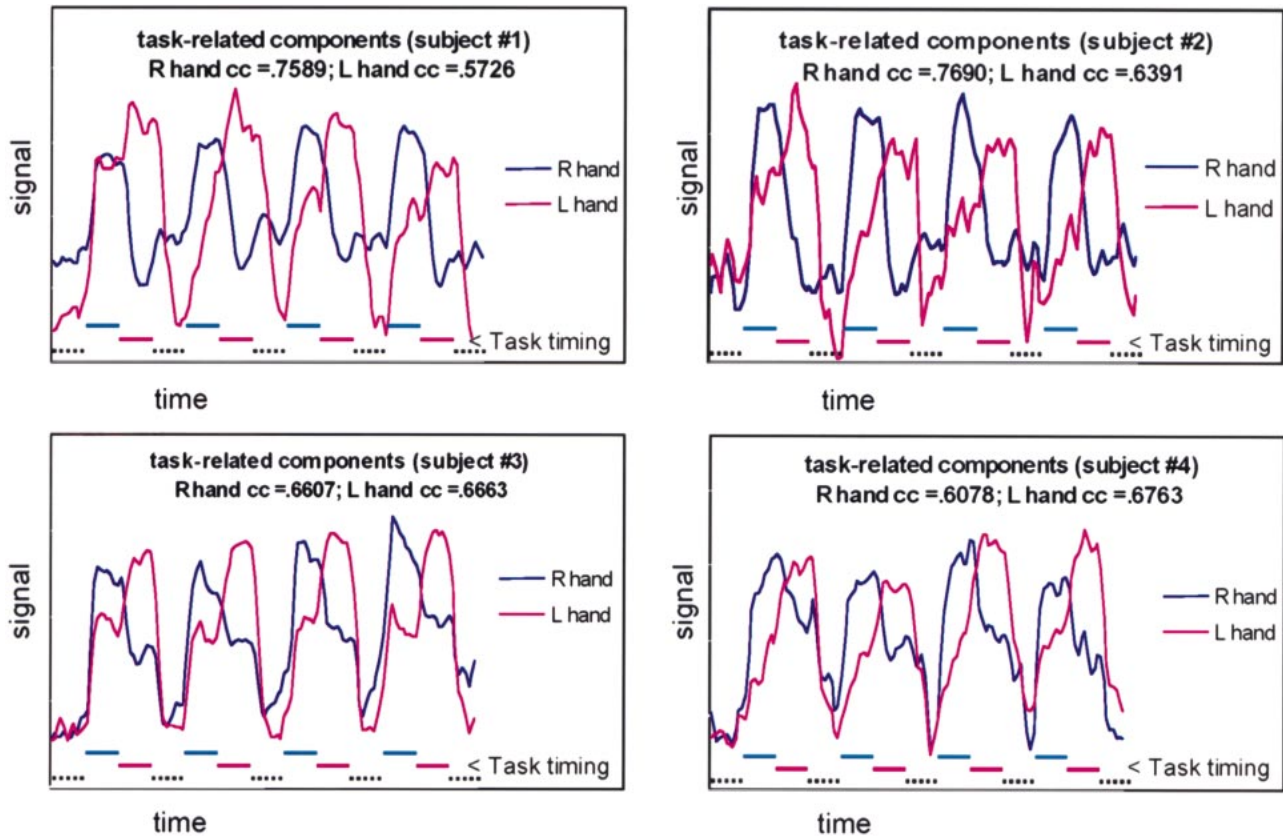 task-related components (subject #1)
R hand cc =.7589; L hand cc =.5726
signal
R hand
L hand
< Task timing
time
task-related components (subject #2)
R hand cc =.7690; L hand cc =.6391
signal
R hand
L hand
< Task timing
time
task-related components (subject #3)
R hand cc =.6607; L hand cc =.6663
signal
R hand
L hand
< Task timing
time
task-related components (subject #4)
R hand cc =.6078; L hand cc =.6763
signal
R hand
L hand
< Task timing
time